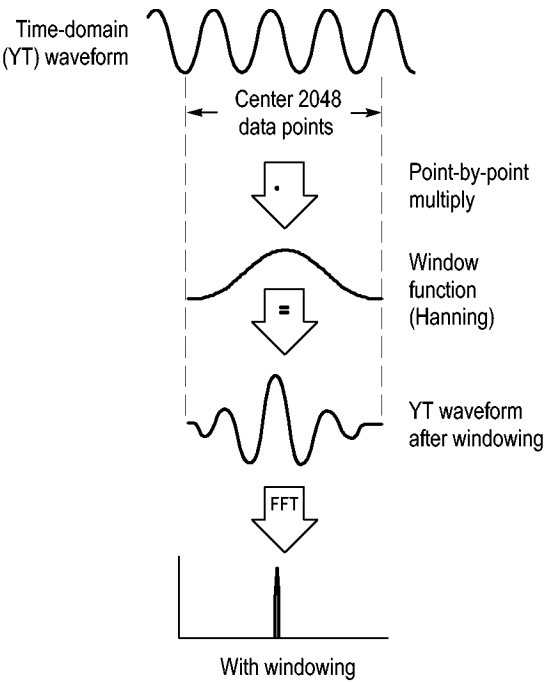 Time-domain
(YT) waveform
Center 2048
data points
Point-by-point
multiply
Window
function
(Hanning)
=
YT waveform
after windowing
FFT
With windowing